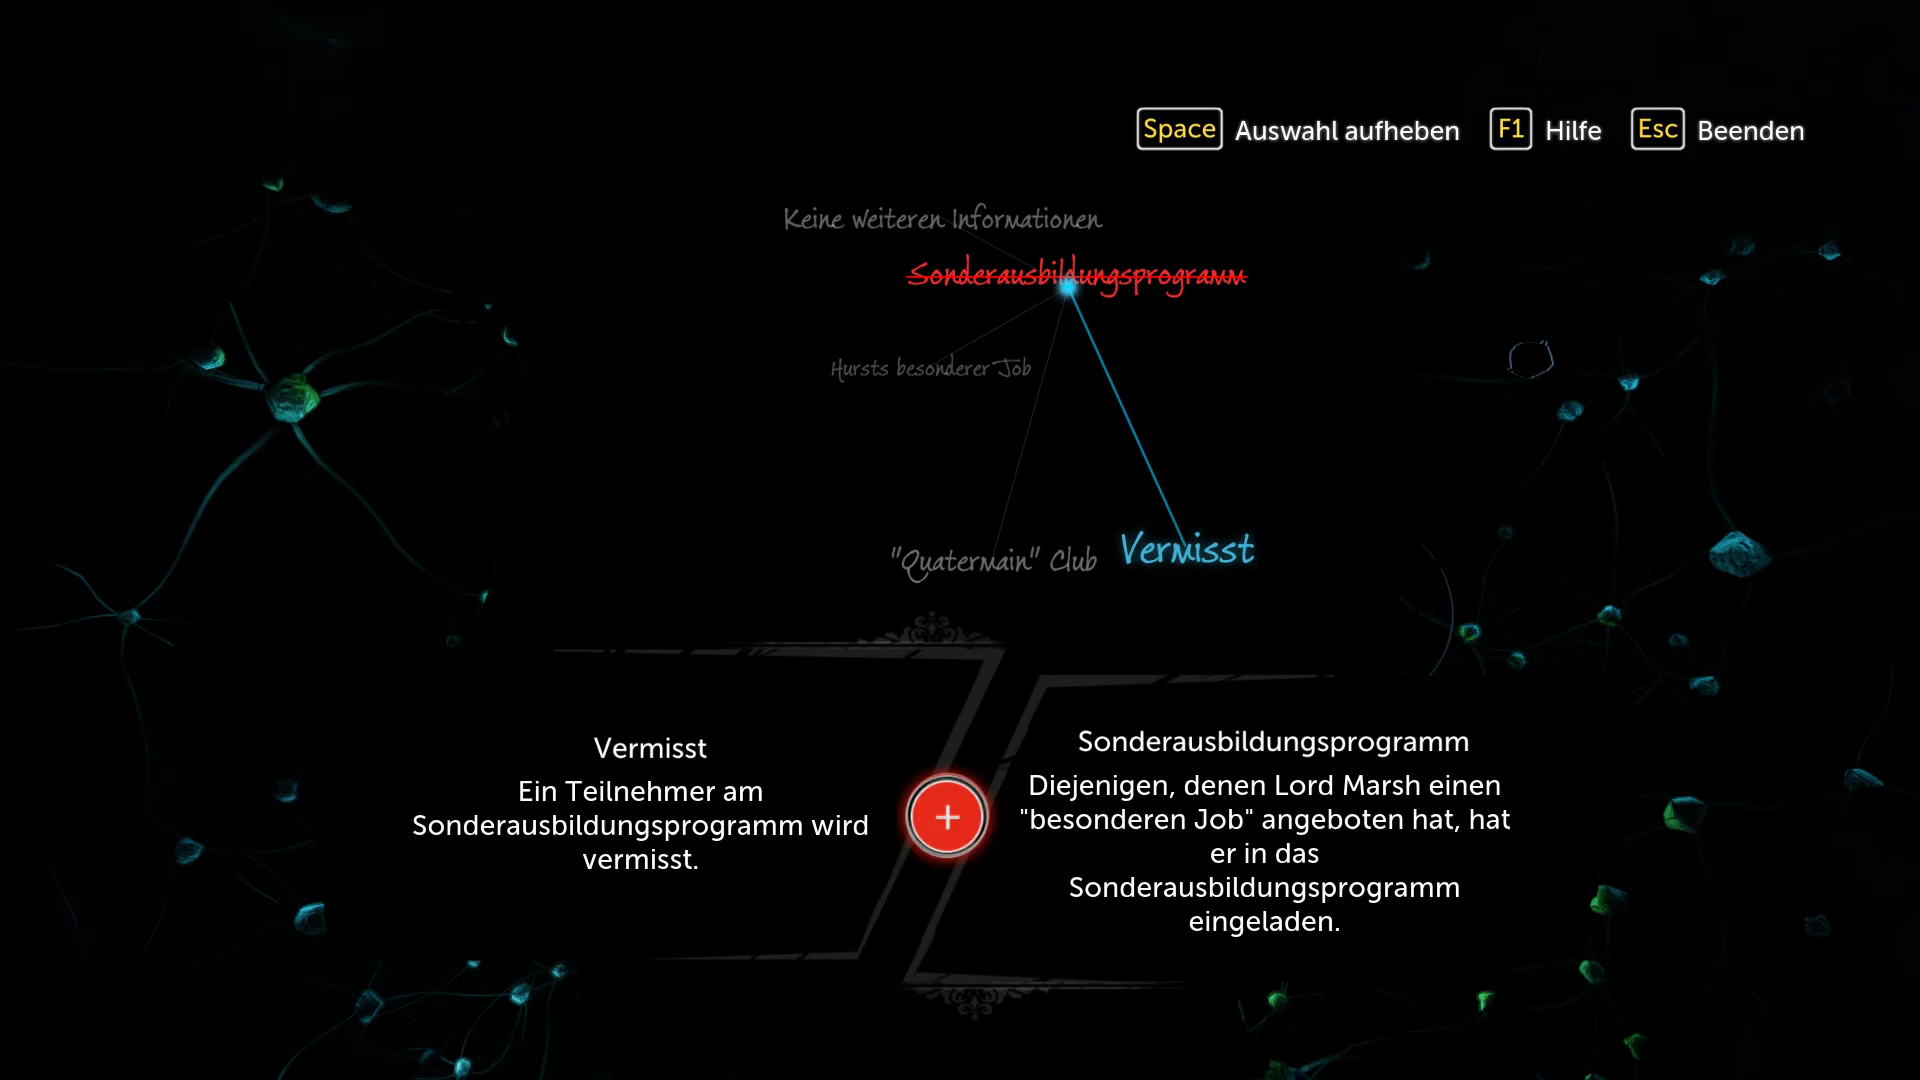 Space Auswahl aufheben F1 Hilfe Esc Beenden
Keine weiteren Informationen
Sonderausbildungsprogramm
Hursts besonderer Job
"Quatermain" Club
Vermisst
Vermisst
Ein Teilnehmer am
Sonderausbildungsprogramm wird
vermisst.
+
Sonderausbildungsprogramm
Diejenigen, denen Lord Marsh einen
"besonderen Job" angeboten hat, hat
er in das
Sonderausbildungsprogramm
eingeladen.